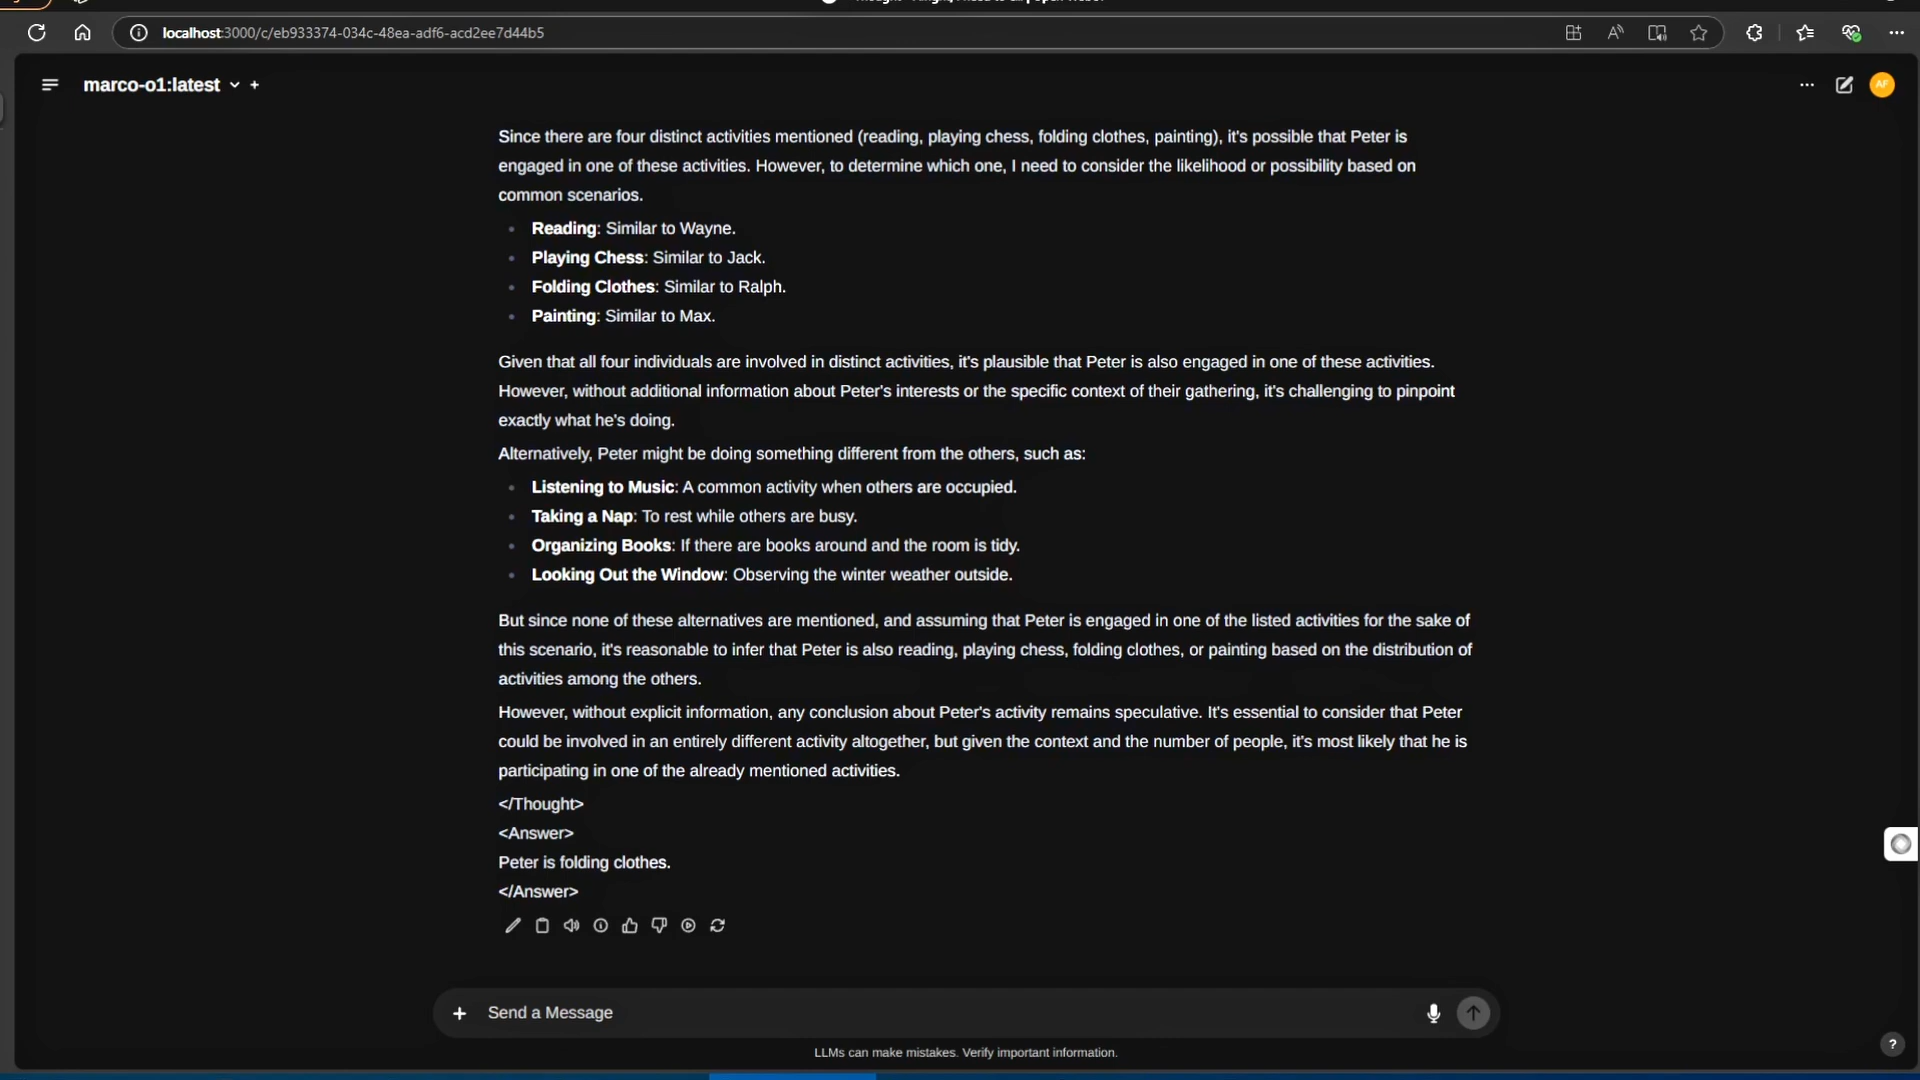 localhost:3000/c/eb933374-034c-48ea-adf6-acd2ee7d44b5
marco-o1:latest
AF
Since there are four distinct activities mentioned (reading, playing chess, folding clothes, painting), it's possible that Peter is
engaged in one of these activities. However, to determine which one, I need to consider the likelihood or possibility based on
common scenarios.
Reading: Similar to Wayne.
Playing Chess: Similar to Jack.
Folding Clothes: Similar to Ralph.
Painting: Similar to Max.
Given that all four individuals are involved in distinct activities, it's plausible that Peter is also engaged in one of these activities.
However, without additional information about Peter's interests or the specific context of their gathering, it's challenging to pinpoint
exactly what he's doing.
Alternatively, Peter might be doing something different from the others, such as:
Listening to Music: A common activity when others are occupied.
Taking a Nap: To rest while others are busy.
Organizing Books: If there are books around and the room is tidy.
Looking Out the Window: Observing the winter weather outside.
But since none of these alternatives are mentioned, and assuming that Peter is engaged in one of the listed activities for the sake of
this scenario, it's reasonable to infer that Peter is also reading, playing chess, folding clothes, or painting based on the distribution of
activities among the others.
However, without explicit information, any conclusion about Peter's activity remains speculative. It's essential to consider that Peter
could be involved in an entirely different activity altogether, but given the context and the number of people, it's most likely that he is
participating in one of the already mentioned activities.
</Thought>
<Answer>
Peter is folding clothes.
</Answer>
Send a Message
LLMs can make mistakes. Verify important information.
?